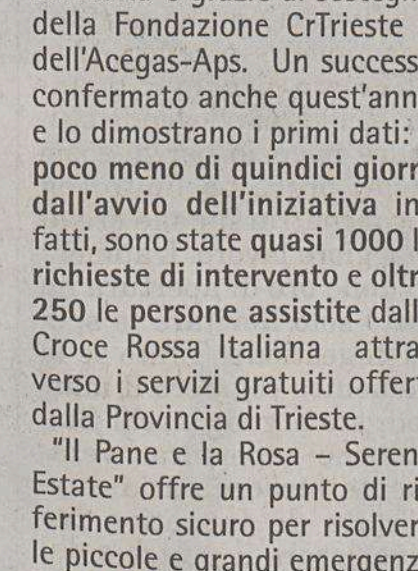 della Fondazione CrTrieste
dell'Acegas-Aps. Un success
confermato anche quest'ann
e lo dimostrano i primi dati:
poco meno di quindici giorr
dall'avvio dell'iniziativa in
fatti, sono state quasi 1000 l
richieste di intervento e oltr
250 le persone assistite dall
Croce Rossa Italiana attra
verso i servizi gratuiti offer
dalla Provincia di Trieste.
"Il Pane e la Rosa – Seren
Estate" offre un punto di ri
ferimento sicuro per risolver
le piccole e grandi emergenz